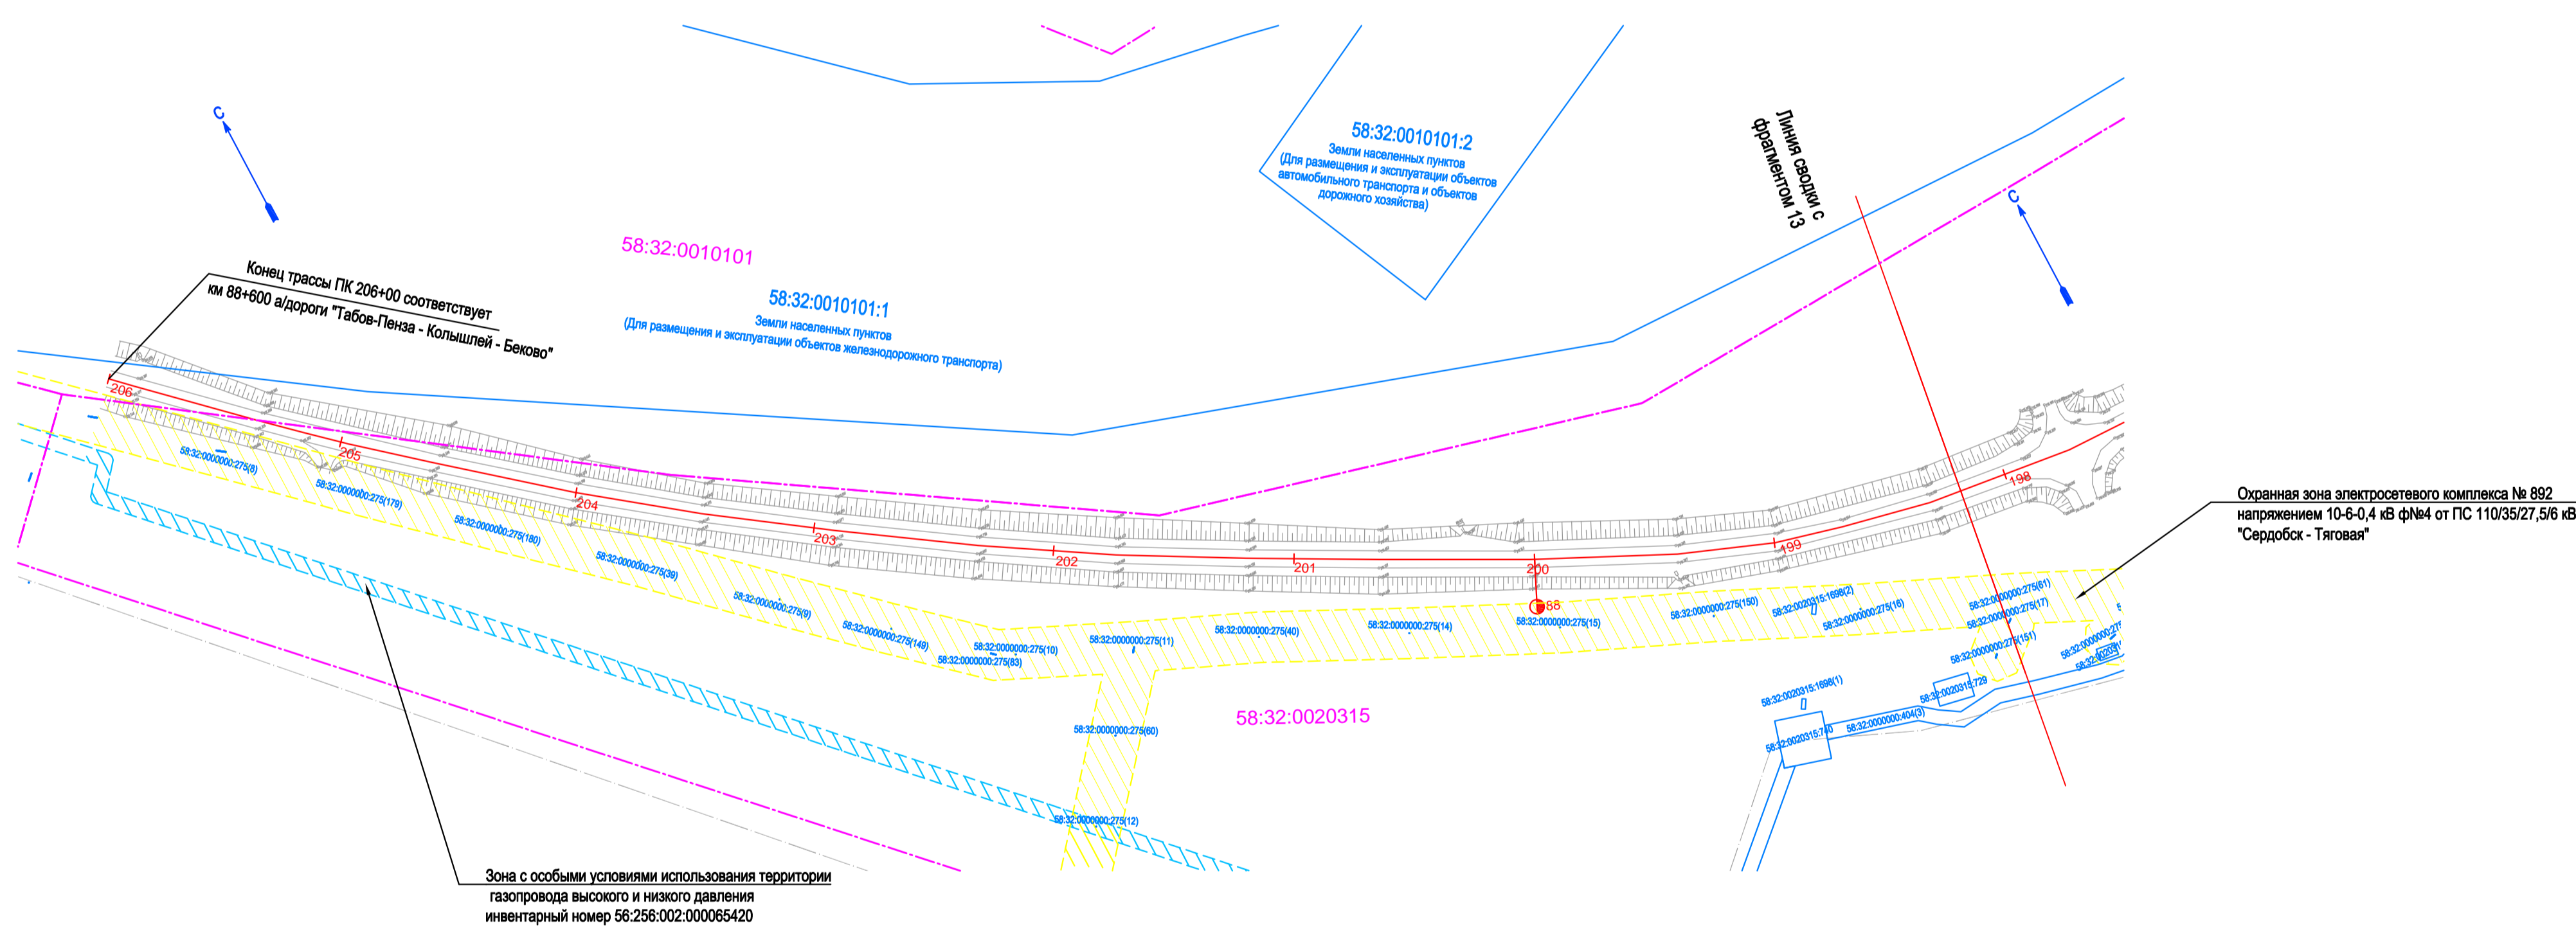 С
58:32:0010101:2
Земли населенных пунктов
(Для размещения и эксплуатации объектов
автомобильного транспорта и объектов
дорожного хозяйства)
Линия сводки с
фрагментом 13
С
58:32:0010101
Конец трассы ПК 206+00 соответствует
км 88+600 а/дороги "Табов-Пенза - Колышлей - Беково"
58:32:0010101:1
Земли населенных пунктов
(Для размещения и эксплуатации объектов железнодорожного транспорта)
206
205
204
203
202
201
200
199
198
88
Охранная зона электросетевого комплекса № 892
напряжением 10-6-0,4 кВ ф№4 от ПС 110/35/27,5/6 кВ
"Сердобск - Тяговая"
58:32:0000000:275(8)
58:32:0000000:275(179)
58:32:0000000:275(180)
58:32:0000000:275(39)
58:32:0000000:275(9)
58:32:0000000:275(149)
58:32:0000000:275(10)
58:32:0000000:275(83)
58:32:0000000:275(11)
58:32:0000000:275(40)
58:32:0000000:275(14)
58:32:0000000:275(15)
58:32:0000000:275(150)
58:32:0020315:1698(2)
58:32:0000000:275(16)
58:32:0000000:275(61)
58:32:0000000:275(17)
58:32:0000000:275(151)
58:32:0000000:275
58:32:0000000:275(60)
58:32:0020315
58:32:0020315:1698(1)
58:32:0020315:729
58:32:0020315:740
58:32:0000000:404(3)
58:32:0000000:275(12)
Зона с особыми условиями использования территории
газопровода высокого и низкого давления
инвентарный номер 56:256:002:000065420